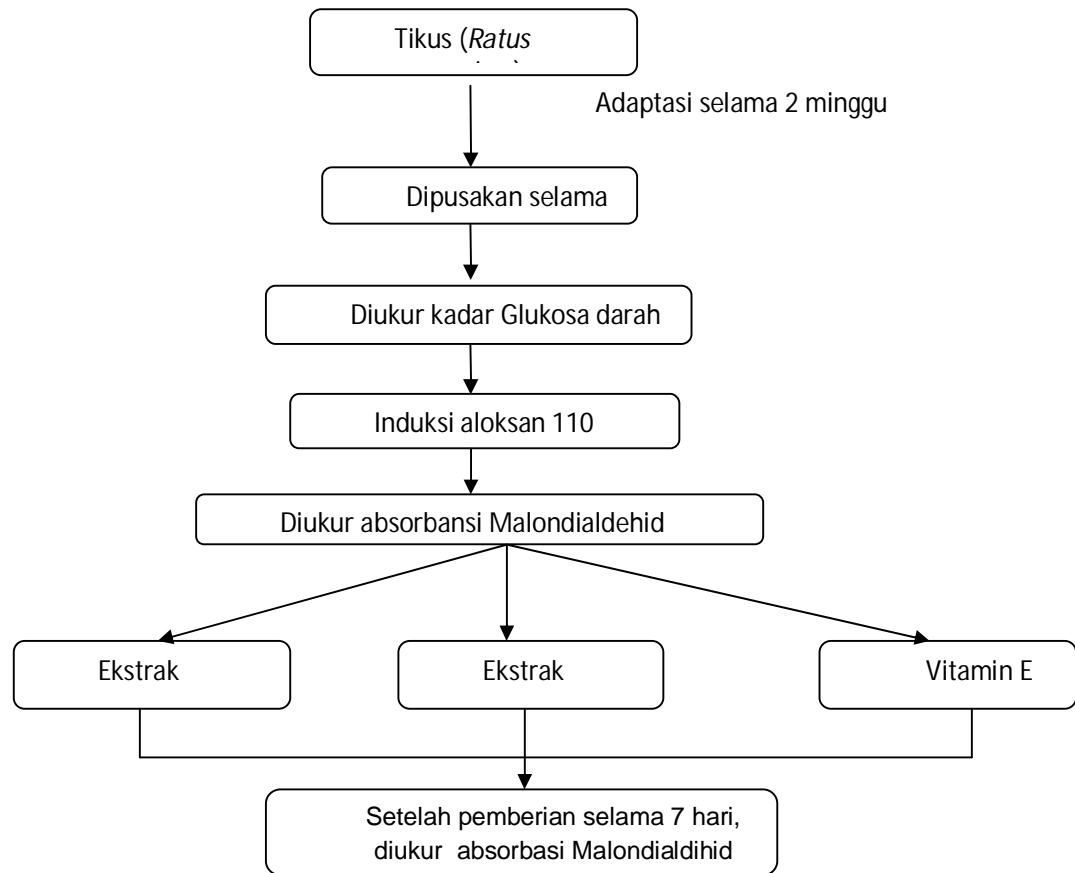 Tikus (Ratus
Adaptasi selama 2 minggu
Dipusakan selama
Diukur kadar Glukosa darah
Induksi aloksan 110
Diukur absorbansi Malondialdehid
Ekstrak
Ekstrak
Vitamin E
Setelah pemberian selama 7 hari,
diukur absorbasi Malondialdihid